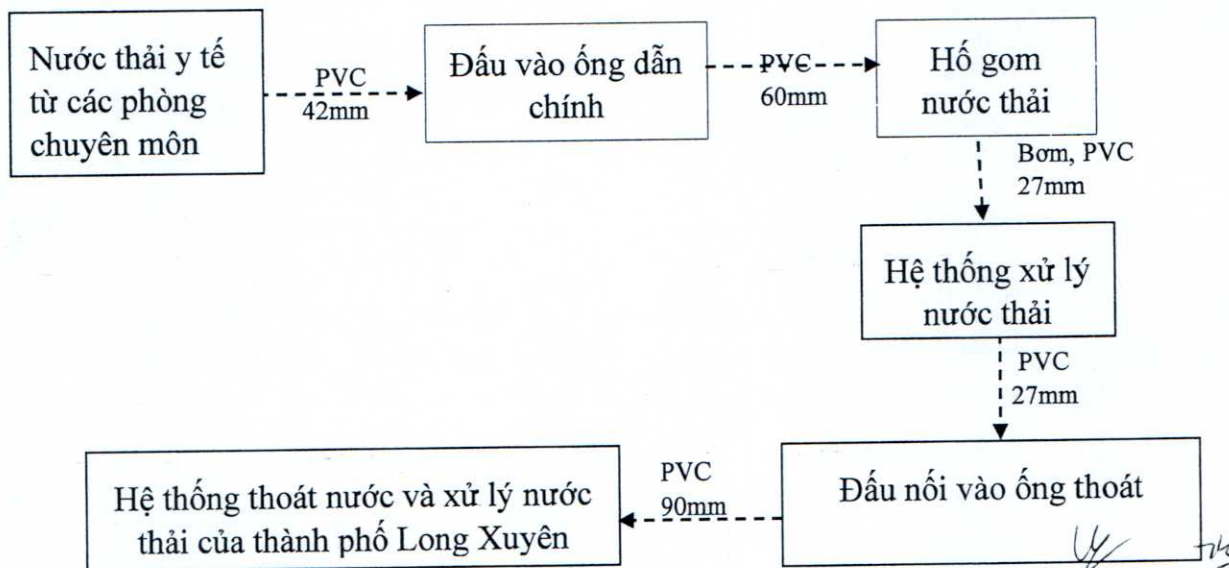 Nước thải y tế
từ các phòng
chuyên môn
PVC
42mm
Đấu vào ống dẫn
chính
PVC
60mm
Hố gom
nước thải
Bơm, PVC
27mm
Hệ thống xử lý
nước thải
PVC
27mm
Đấu nối vào ống thoát
PVC
90mm
Hệ thống thoát nước và xử lý nước
thải của thành phố Long Xuyên